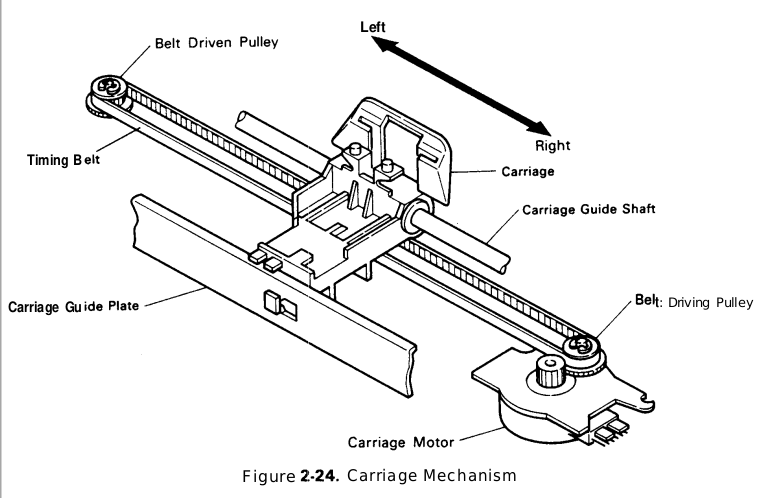 Left
Belt Driven Pulley
Right
Timing Belt
Carriage
Carriage Guide Shaft
Carriage Guide Plate
Belt: Driving Pulley
Carriage Motor
Figure 2-24. Carriage Mechanism